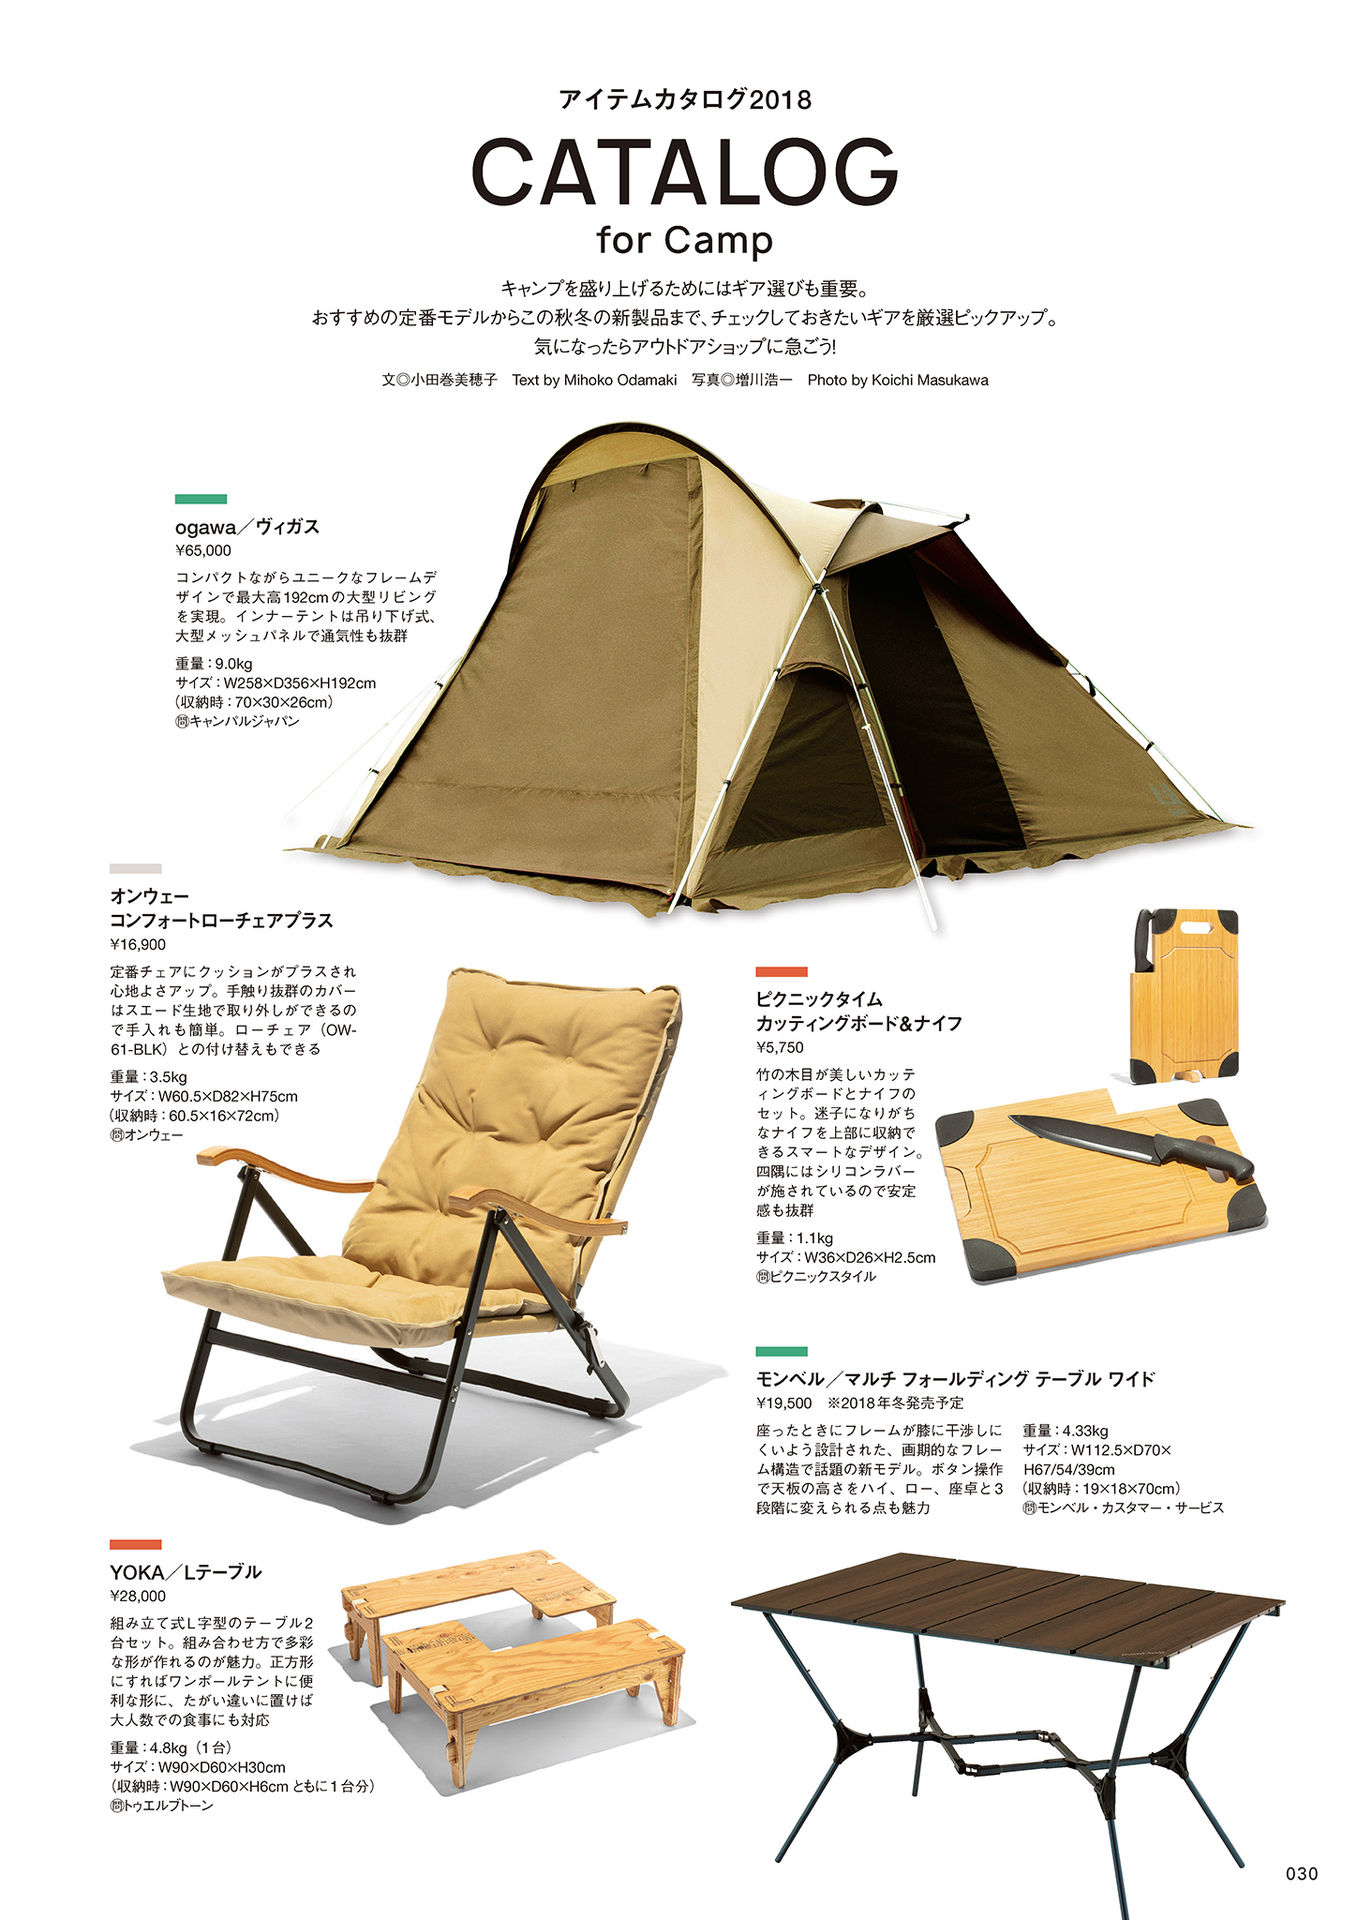 アイテムカタログ2018
CATALOG
for Camp
キャンプを盛り上げるためにはギア選びも重要。
おすすめの定番モデルからこの秋冬の新製品まで、チェックしておきたいギアを厳選ピックアップ。
気になったらアウトドアショップに急ごう!
文◎小田巻美穂子　Text by Mihoko Odamaki　写真◎増川浩一　Photo by Koichi Masukawa
ogawa／ヴィガス
¥65,000
コンパクトながらユニークなフレームデ
ザインで最大高192cmの大型リビング
を実現。インナーテントは吊り下げ式、
大型メッシュパネルで通気性も抜群
重量：9.0kg
サイズ：W258×D356×H192cm
（収納時：70×30×26cm）
㉄キャンパルジャパン
オンウェー
コンフォートローチェアプラス
¥16,900
定番チェアにクッションがプラスされ
心地よさアップ。手触り抜群のカバー
はスエード生地で取り外しができるの
で手入れも簡単。ローチェア（OW-
61-BLK）との付け替えもできる
重量：3.5kg
サイズ：W60.5×D82×H75cm
（収納時：60.5×16×72cm）
㉄オンウェー
ピクニックタイム
カッティングボード&ナイフ
¥5,750
竹の木目が美しいカッテ
ィングボードとナイフの
セット。迷子になりがち
なナイフを上部に収納で
きるスマートなデザイン。
四隅にはシリコンラバー
が施されているので安定
感も抜群
重量：1.1kg
サイズ：W36×D26×H2.5cm
㉄ピクニックスタイル
モンベル／マルチ フォールディング テーブル ワイド
¥19,500　※2018年冬発売予定
座ったときにフレームが膝に干渉しに
くいよう設計された、画期的なフレー
ム構造で話題の新モデル。ボタン操作
で天板の高さをハイ、ロー、座卓と3
段階に変えられる点も魅力
重量：4.33kg
サイズ：W112.5×D70×
H67/54/39cm
（収納時：19×18×70cm）
㉄モンベル・カスタマー・サービス
YOKA／Lテーブル
¥28,000
組み立て式L字型のテーブル2
台セット。組み合わせ方で多彩
な形が作れるのが魅力。正方形
にすればワンポールテントに便
利な形に、たがい違いに置けば
大人数での食事にも対応
重量：4.8kg（1台）
サイズ：W90×D60×H30cm
（収納時：W90×D60×H6cm ともに1台分）
㉄トゥエルブトーン
030